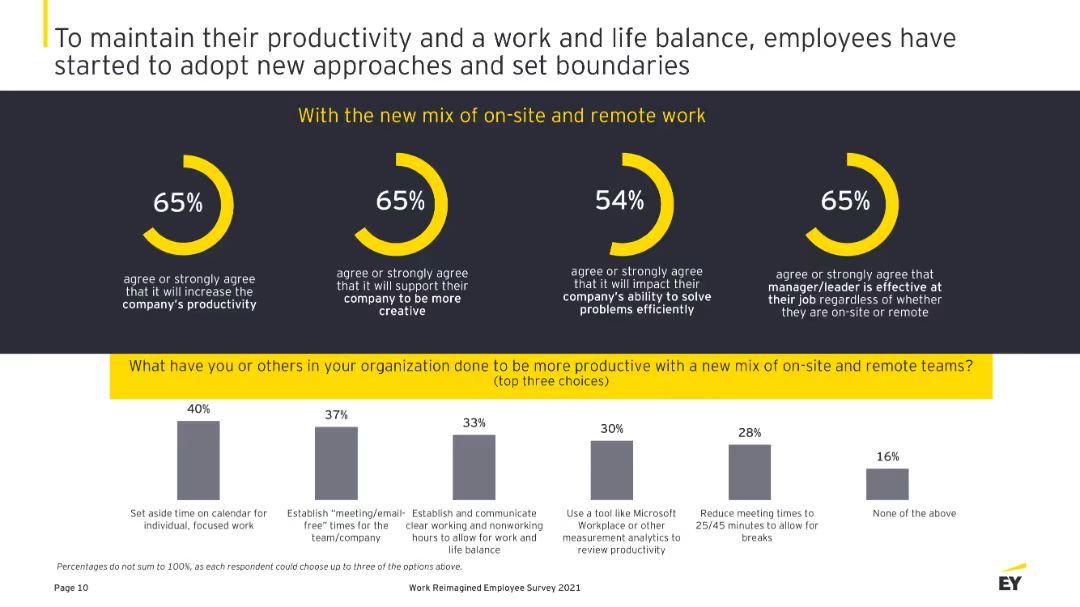 To maintain their productivity and a work and life balance, employees have
started to adopt new approaches and set boundaries
With the new mix of on-site and remote work
65%
agree or strongly agree
that it will increase the
company's productivity
65%
agree or strongly agree
that it will support their
company to be more
creative
54%
agree or strongly agree
that it will impact their
company's ability to solve
problems efficiently
65%
agree or strongly agree that
manager/leader is effective at
their job regardless of whether
they are on-site or remote
What have you or others in your organization done to be more productive with a new mix of on-site and remote teams?
(top three choices)
40%
Set aside time on calendar for
individual, focused work
37%
Establish "meeting/email-
free" times for the
team/company
33%
Establish and communicate
clear working and nonworking
hours to allow for work and
life balance
30%
Use a tool like Microsoft
Workplace or other
measurement analytics to
review productivity
28%
Reduce meeting times to
25/45 minutes to allow for
breaks
16%
None of the above
Percentages do not sum to 100%, as each respondent could choose up to three of the options above.
Page 10
Work Reimagined Employee Survey 2021
EY